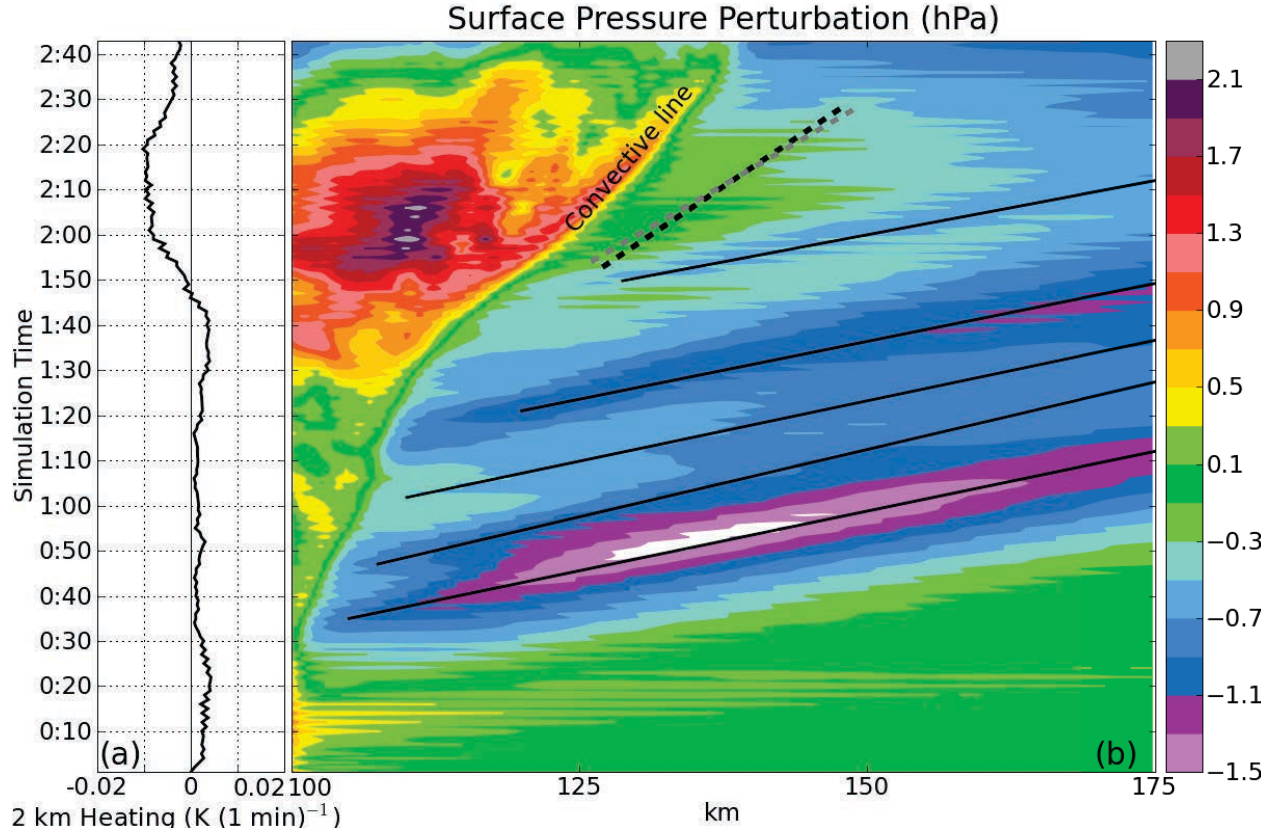 Surface Pressure Perturbation (hPa)
Simulation Time
2:40
2:30
2:20
2:10
2:00
1:50
1:40
1:30
1:20
1:10
1:00
0:50
0:40
0:30
0:20
0:10
(a)
-0.02 0 0.02
2 km Heating (K (1 min)⁻¹)
Convective line
(b)
100 125 150 175
km
2.1
1.7
1.3
0.9
0.5
0.1
−0.3
−0.7
−1.1
−1.5